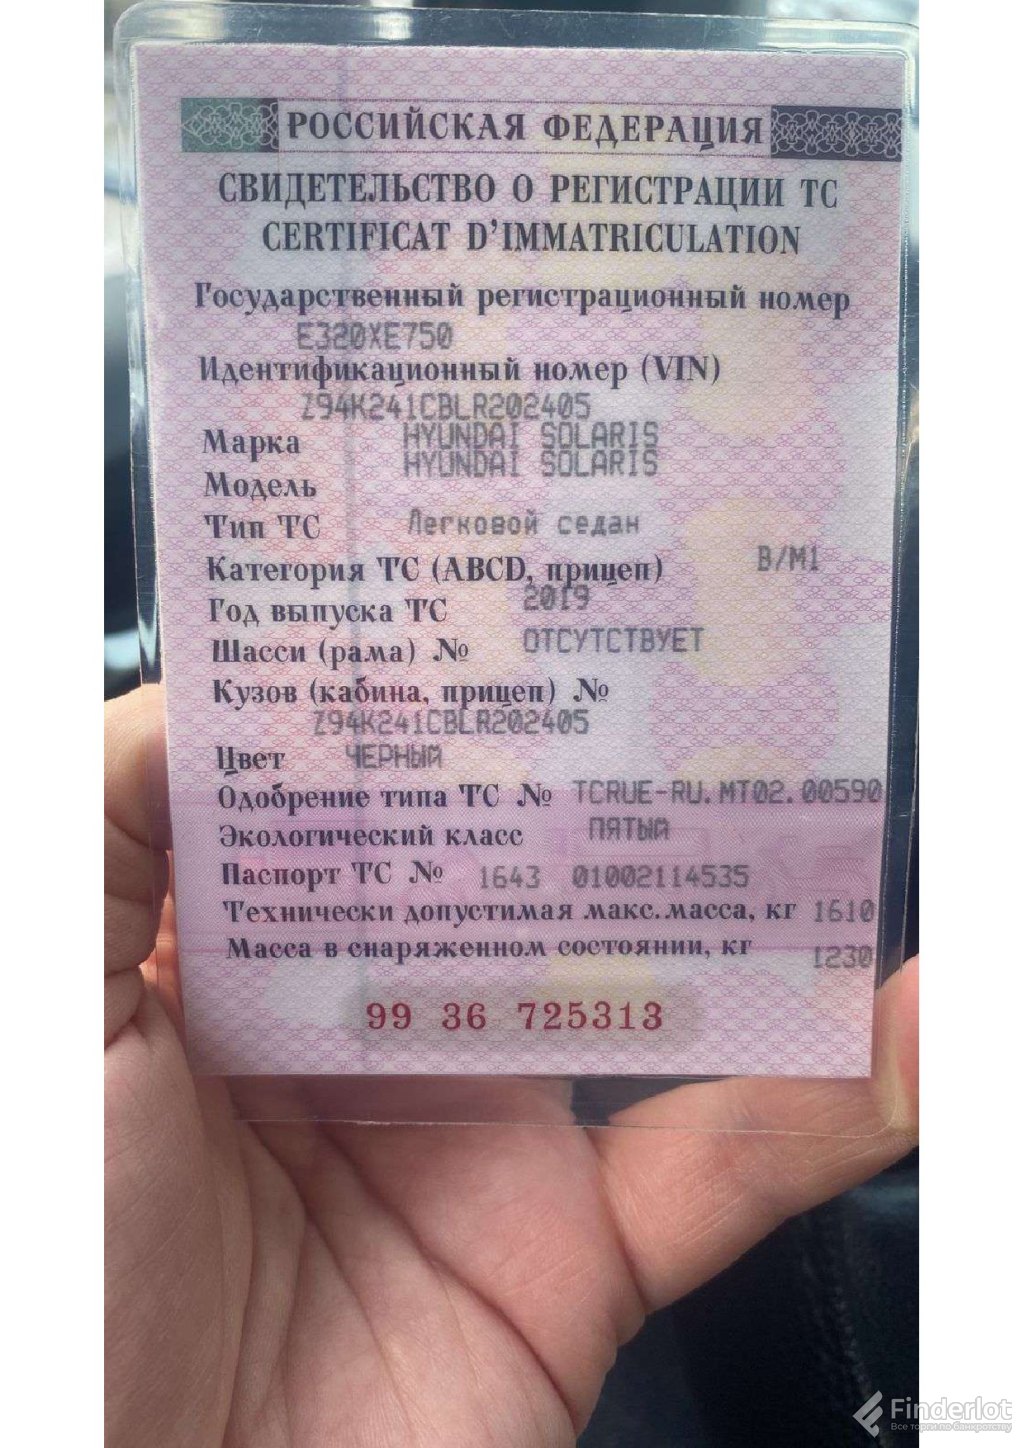 РОССИЙСКАЯ ФЕДЕРАЦИЯ
СВИДЕТЕЛЬСТВО О РЕГИСТРАЦИИ ТС
CERTIFICAT D'IMMATRICULATION
Государственный регистрационный номер
Е320ХЕ750
Идентификационный номер (VIN)
Z94K241CBLR202405
Марка HYUNDAI SOLARIS
Модель HYUNDAI SOLARIS
Тип ТС Легковой седан
Категория ТС (ABCD, прицеп) B/M1
Год выпуска ТС 2019
Шасси (рама) № ОТСУТСТВУЕТ
Кузов (кабина, прицеп) №
Z94K241CBLR202405
Цвет ЧЕРНЫЙ
Одобрение типа ТС № TCRUE-RU.MT02.00590
Экологический класс ПЯТЫЙ
Паспорт ТС № 1643 01002114535
Технически допустимая макс.масса, кг 1610
Масса в снаряженном состоянии, кг 1230
99 36 725313
Finderlot
Все торги по банкротству